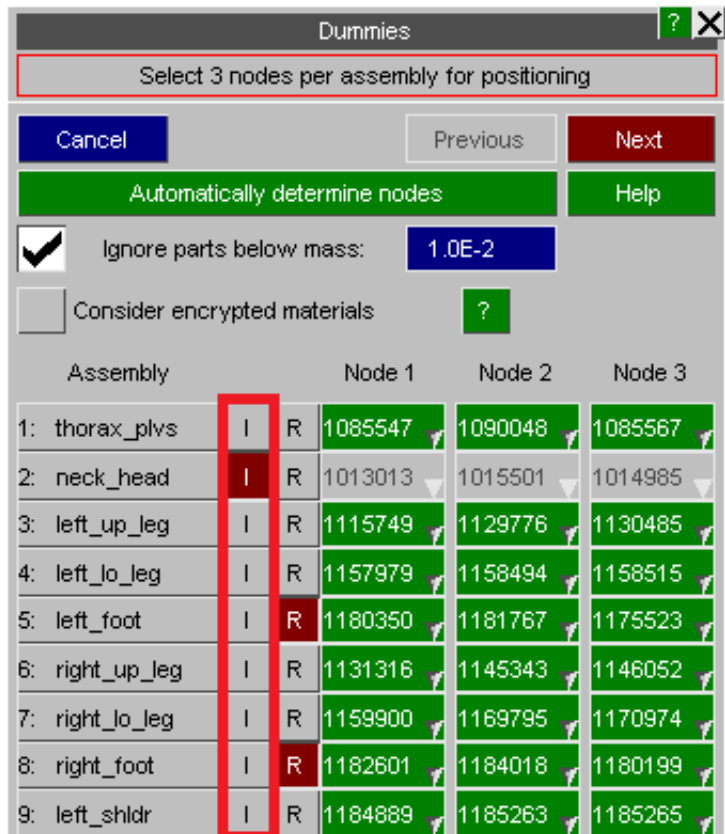 Dummies ? X
Select 3 nodes per assembly for positioning
Cancel Previous Next
Automatically determine nodes Help
Ignore parts below mass: 1.0E-2
Consider encrypted materials ?
Assembly Node 1 Node 2 Node 3
1: thorax_plvs I R 1085547 1090048 1085567
2: neck_head I R 1013013 1015501 1014985
3: left_up_leg I R 1115749 1129776 1130485
4: left_lo_leg I R 1157979 1158494 1158515
5: left_foot I R 1180350 1181767 1175523
6: right_up_leg I R 1131316 1145343 1146052
7: right_lo_leg I R 1159900 1169795 1170974
8: right_foot I R 1182601 1184018 1180199
9: left_shldr I R 1184889 1185263 1185265